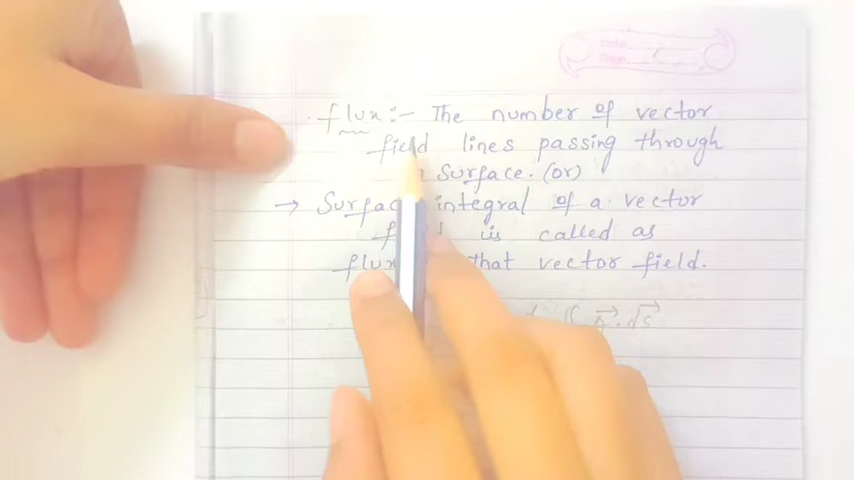 flux :- The number of vector
field lines passing through
Surface. (or)
→ Surface integral of a vector
is called as
flux that vector field.